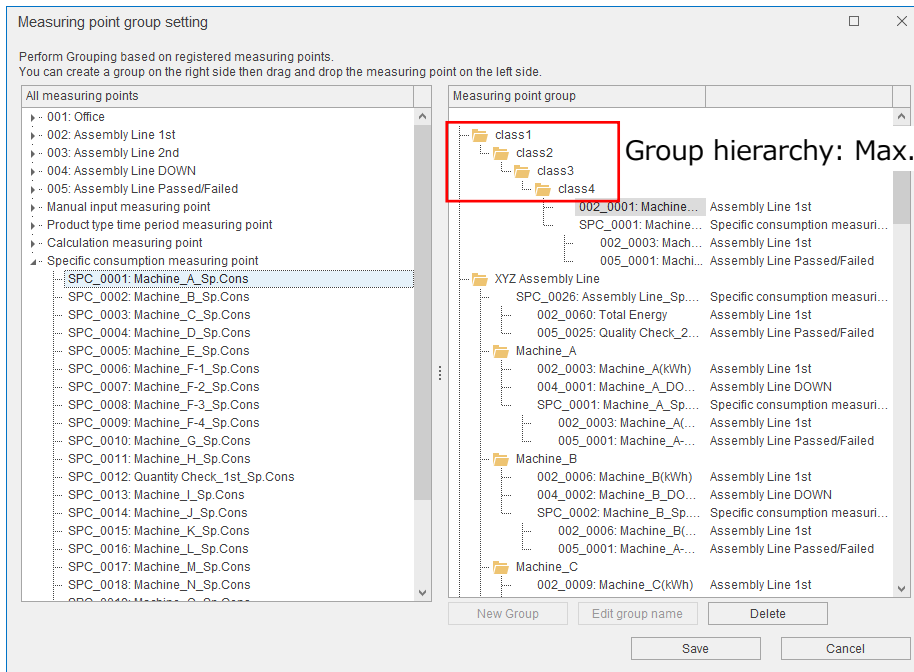 Measuring point group setting
Perform Grouping based on registered measuring points.
You can create a group on the right side then drag and drop the measuring point on the left side.
All measuring points
001: Office
002: Assembly Line 1st
003: Assembly Line 2nd
004: Assembly Line DOWN
005: Assembly Line Passed/Failed
Manual input measuring point
Product type time period measuring point
Calculation measuring point
Specific consumption measuring point
SPC_0001: Machine_A_Sp.Cons
SPC_0002: Machine_B_Sp.Cons
SPC_0003: Machine_C_Sp.Cons
SPC_0004: Machine_D_Sp.Cons
SPC_0005: Machine_E_Sp.Cons
SPC_0006: Machine_F-1_Sp.Cons
SPC_0007: Machine_F-2_Sp.Cons
SPC_0008: Machine_F-3_Sp.Cons
SPC_0009: Machine_F-4_Sp.Cons
SPC_0010: Machine_G_Sp.Cons
SPC_0011: Machine_H_Sp.Cons
SPC_0012: Quantity Check_1st_Sp.Cons
SPC_0013: Machine_I_Sp.Cons
SPC_0014: Machine_J_Sp.Cons
SPC_0015: Machine_K_Sp.Cons
SPC_0016: Machine_L_Sp.Cons
SPC_0017: Machine_M_Sp.Cons
SPC_0018: Machine_N_Sp.Cons
Measuring point group
class1
class2
Group hierarchy: Max.
class3
class4
002_0001: Machine... Assembly Line 1st
SPC_0001: Machine... Specific consumption measuri...
002_0003: Mach... Assembly Line 1st
005_0001: Machi... Assembly Line Passed/Failed
XYZ Assembly Line
SPC_0026: Assembly Line_Sp.... Specific consumption measuri...
002_0060: Total Energy Assembly Line 1st
005_0025: Quality Check_2... Assembly Line Passed/Failed
Machine_A
002_0003: Machine_A(kWh) Assembly Line 1st
004_0001: Machine_A_DO... Assembly Line DOWN
SPC_0001: Machine_A_Sp.... Specific consumption measuri...
002_0003: Machine_A(... Assembly Line 1st
005_0001: Machine_A-... Assembly Line Passed/Failed
Machine_B
002_0006: Machine_B(kWh) Assembly Line 1st
004_0002: Machine_B_DO... Assembly Line DOWN
SPC_0002: Machine_B_Sp.... Specific consumption measuri...
002_0006: Machine_B(... Assembly Line 1st
005_0001: Machine_A-... Assembly Line Passed/Failed
Machine_C
002_0009: Machine_C(kWh) Assembly Line 1st
New Group
Edit group name
Delete
Save
Cancel